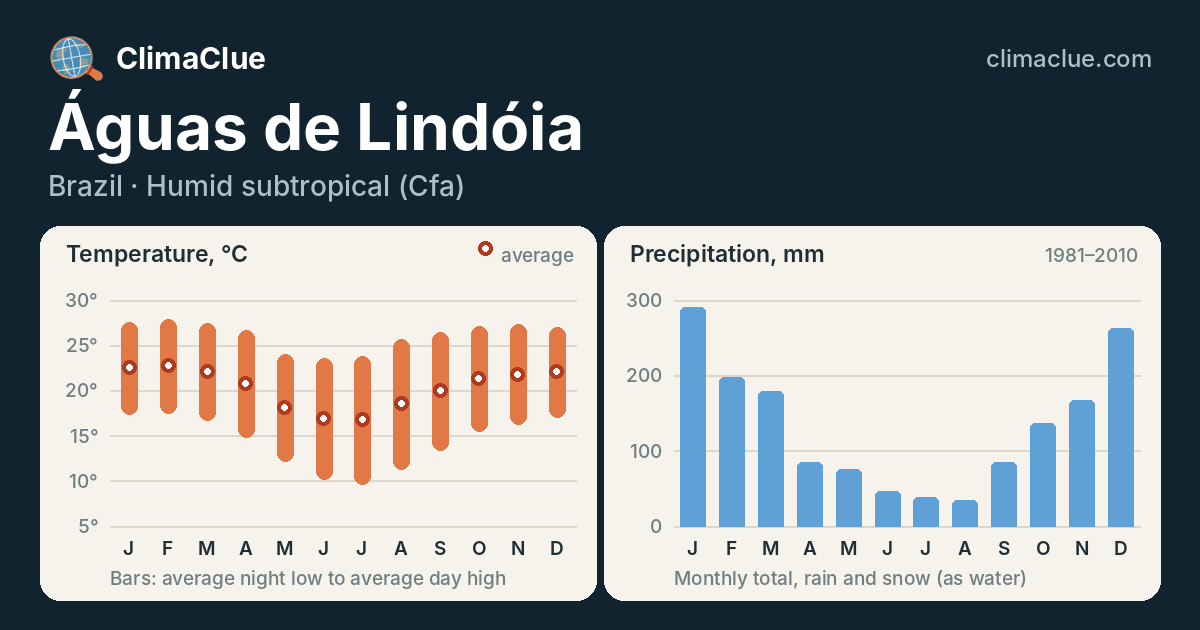 ClimaClue
climaclue.com
Águas de Lindóia
Brazil · Humid subtropical (Cfa)
Temperature, °C
average
30°
25°
20°
15°
10°
5°
J F M A M J J A S O N D
Bars: average night low to average day high
Precipitation, mm
1981–2010
300
200
100
0
J F M A M J J A S O N D
Monthly total, rain and snow (as water)